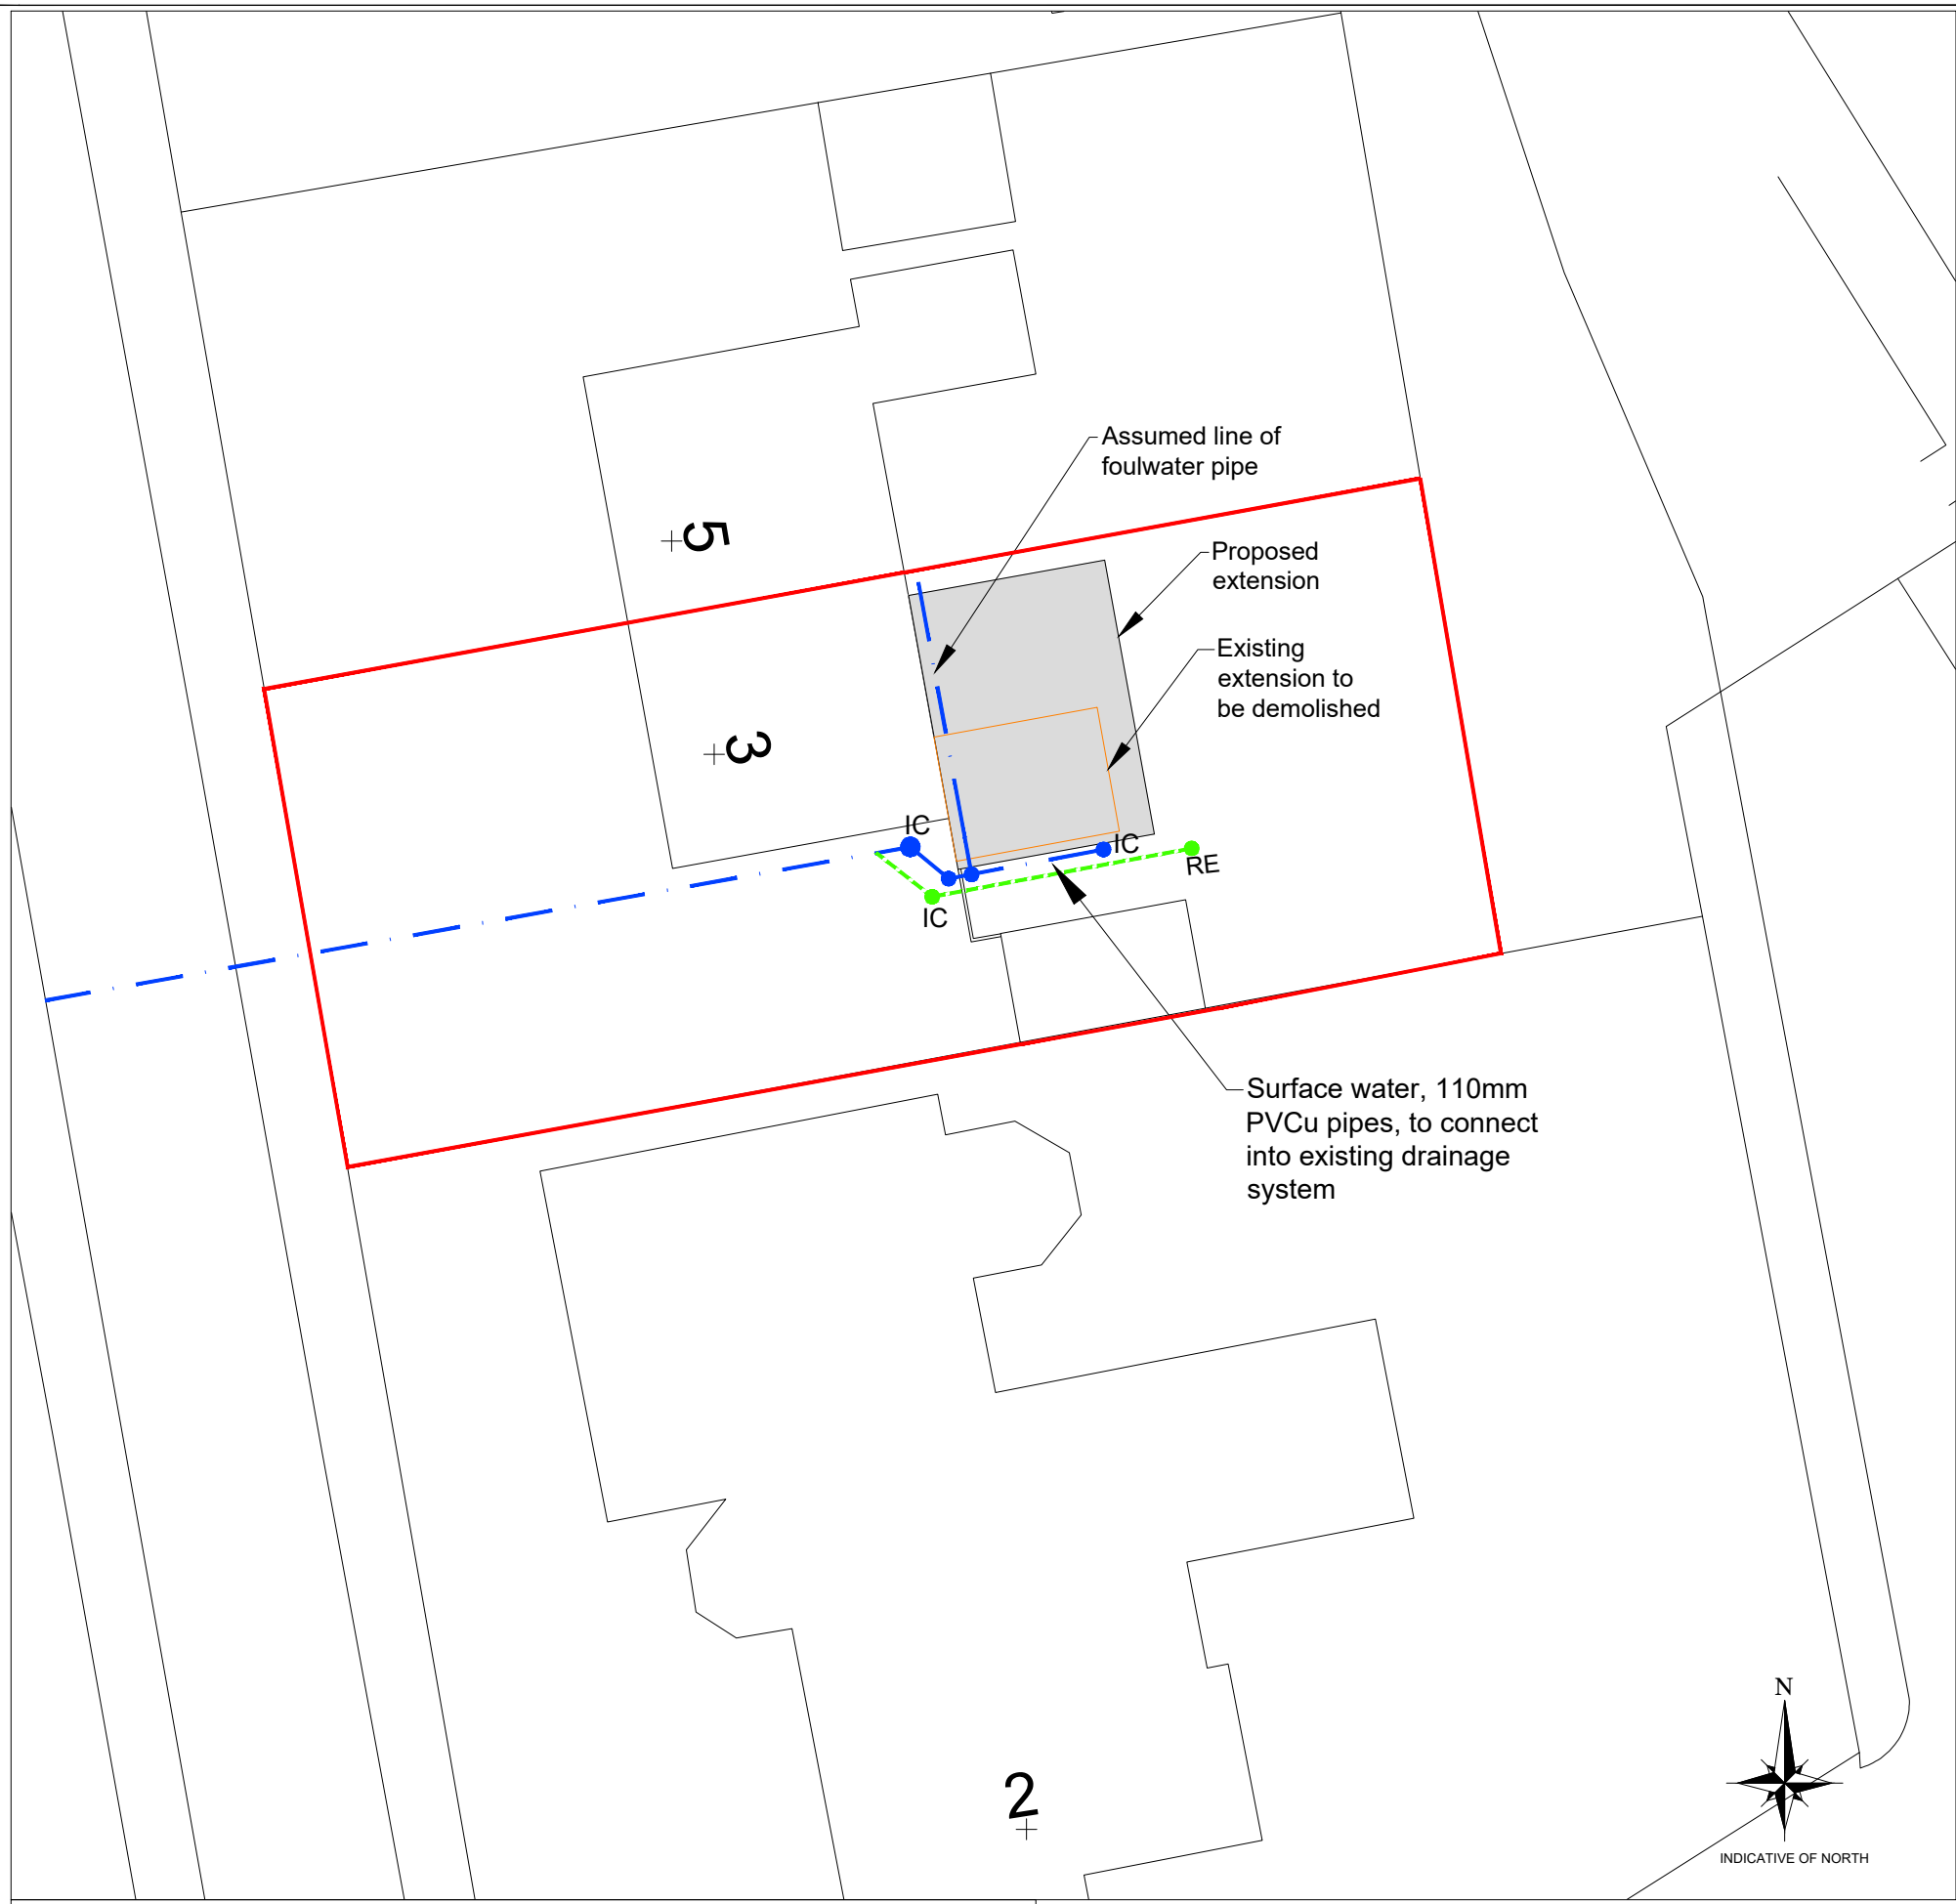 Assumed line of
foulwater pipe
5
Proposed
extension
Existing
extension to
be demolished
3
IC
IC
RE
IC
Surface water, 110mm
PVCu pipes, to connect
into existing drainage
system
N
2
INDICATIVE OF NORTH